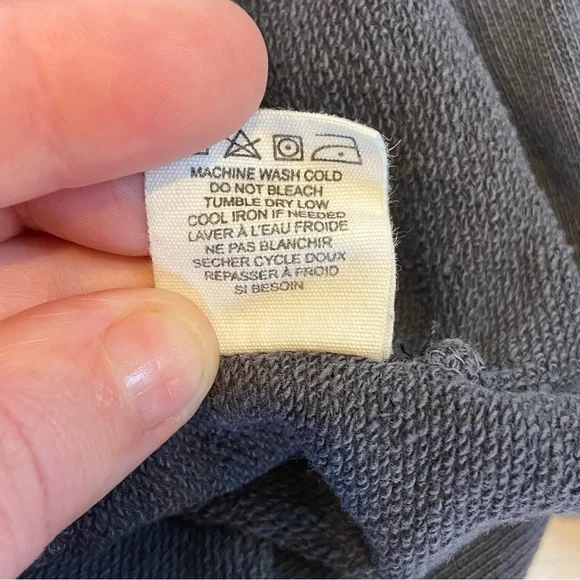 MACHINE WASH COLD
DO NOT BLEACH
TUMBLE DRY LOW
COOL IRON IF NEEDED
LAVER À L'EAU FROIDE
NE PAS BLANCHIR
SECHER CYCLE DOUX
REPASSER À FROID
SI BESOIN